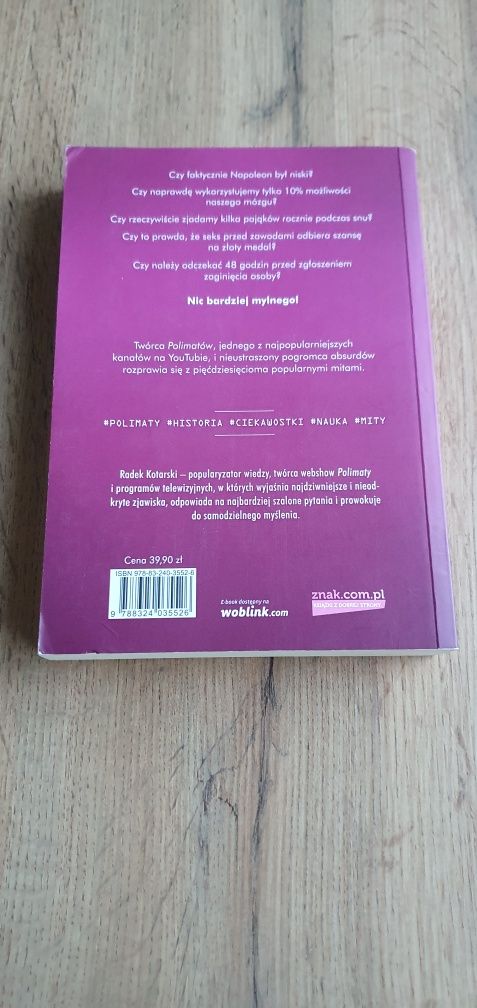 Czy faktycznie Napoleon był niski?
Czy naprawdę wykorzystujemy tylko 10% możliwości
naszego mózgu?
Czy rzeczywiście zjadamy kilka pająków rocznie podczas snu?
Czy to prawda, że seks przed zawodami odbiera szansę
na złoty medal?
Czy należy odczekać 48 godzin przed zgłoszeniem
zaginięcia osoby?
Nic bardziej mylnego!
Twórca Polimatów, jednego z najpopularniejszych
kanałów na YouTubie, i nieustraszony pogromca absurdów
rozprawia się z pięćdziesięcioma popularnymi mitami.
#POLIMATY #HISTORIA #CIEKAWOSTKI #NAUKA #MITY
Radek Kotarski – popularyzator wiedzy, twórca webshow Polimaty
i programów telewizyjnych, w których wyjaśnia najdziwniejsze i nieod-
kryte zjawiska, odpowiada na najbardziej szalone pytania i prowokuje
do samodzielnego myślenia.
Cena 39,90 zł
ISBN 978-83-240-3552-6
9 788324 035526
E-book dostępny na
woblink.com
znak.com.pl
KSIĄŻKI Z DOBREJ STRONY